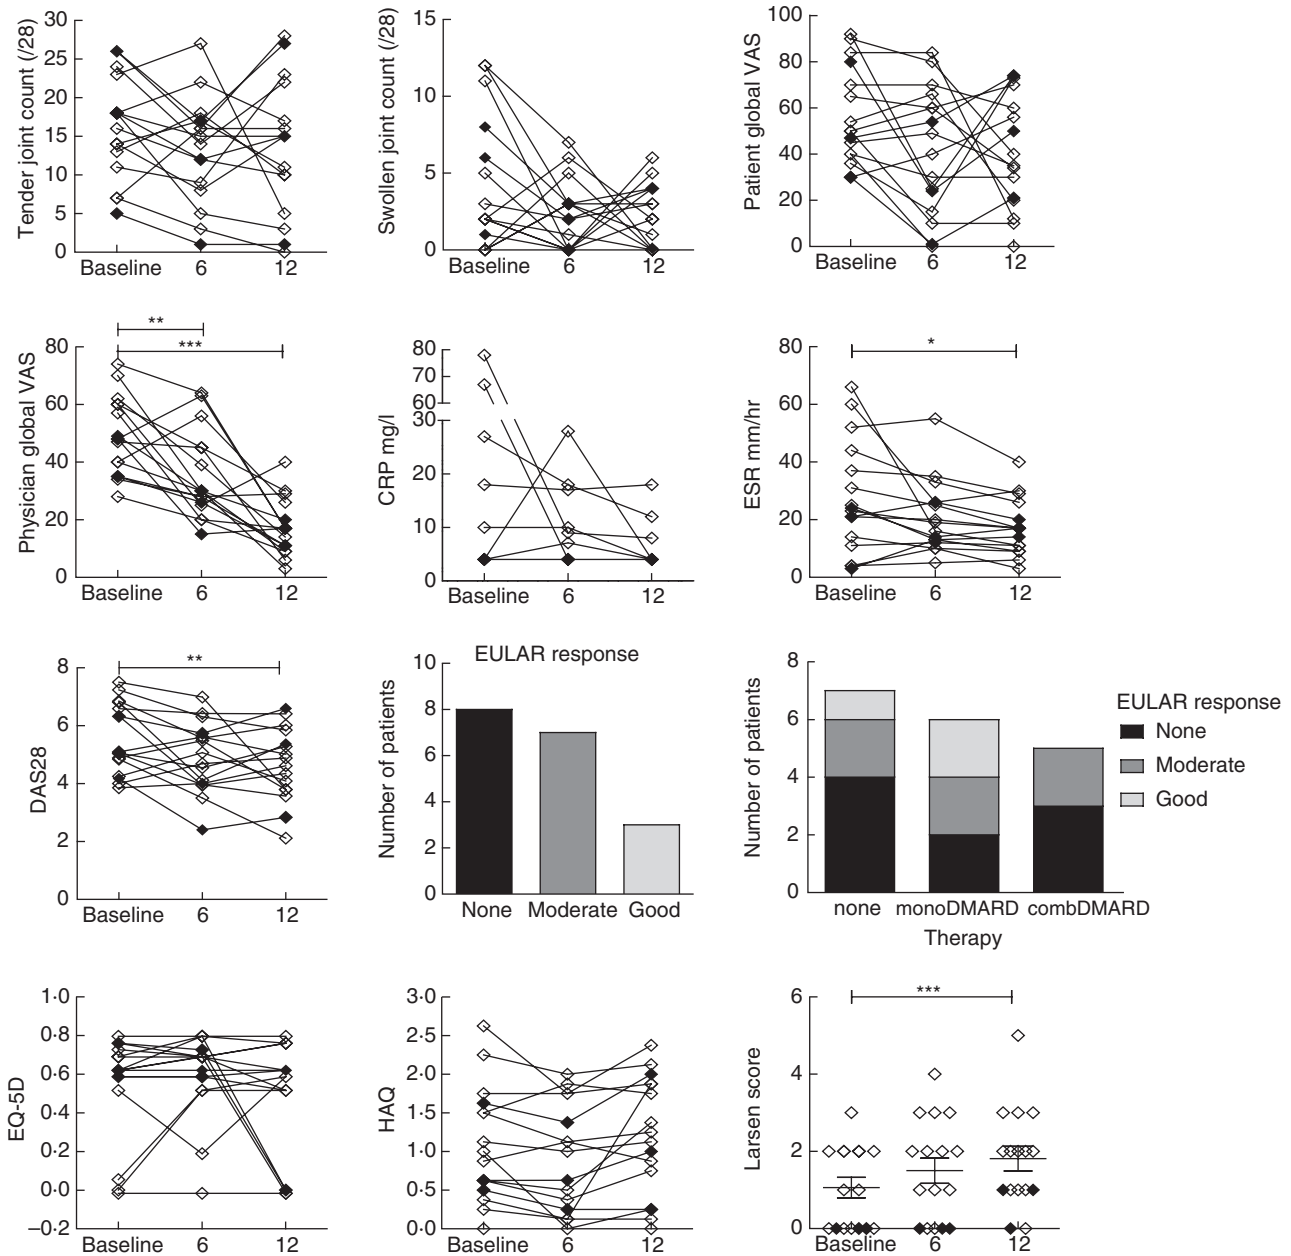 Tender joint count (/28)
30
25
20
15
10
5
0
Baseline 6 12
Swollen joint count (/28)
15
10
5
0
Baseline 6 12
Patient global VAS
100
80
60
40
20
0
Baseline 6 12
Physician global VAS
80
60
40
20
0
**
***
Baseline 6 12
CRP mg/l
80
70
60
30
20
10
0
Baseline 6 12
ESR mm/hr
80
60
40
20
0
*
Baseline 6 12
DAS28
8
6
4
2
0
**
Baseline 6 12
EULAR response
Number of patients
10
8
6
4
2
0
None Moderate Good
Number of patients
8
6
4
2
0
none monoDMARD combDMARD
Therapy
EULAR response
None
Moderate
Good
EQ-5D
1·0
0·8
0·6
0·4
0·2
0·0
–0·2
Baseline 6 12
HAQ
3·0
2·5
2·0
1·5
1·0
0·5
0·0
Baseline 6 12
Larsen score
6
4
2
0
***
Baseline 6 12